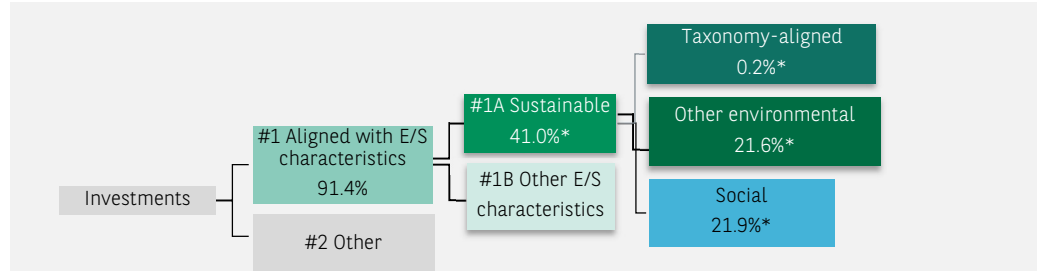 Taxonomy-aligned
0.2%*
#1A Sustainable
41.0%*
Other environmental
21.6%*
#1 Aligned with E/S
characteristics
91.4%
#1B Other E/S
characteristics
Investments
Social
21.9%*
#2 Other